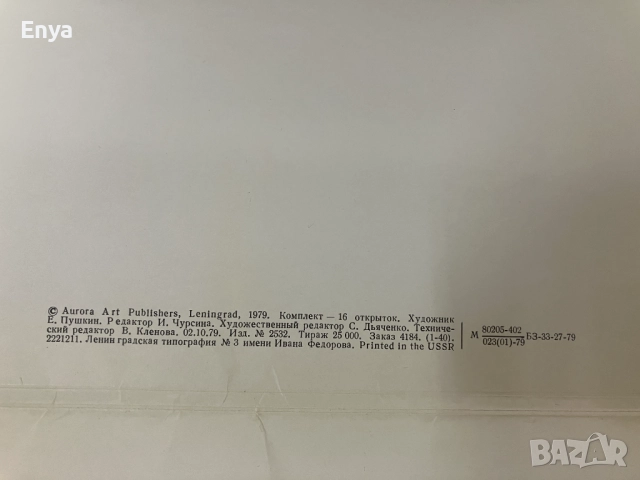 Enya
© Aurora Art Publishers, Leningrad, 1979. Комплект — 16 открыток. Художник
Е. Пушкин. Редактор И. Чурсина. Художественный редактор С. Дьяченко. Техниче-
ский редактор В. Кленова. 02.10.79. Изд. № 2532. Тираж 25 000. Заказ 4184. (1-40).
2221211. Ленинградская типография № 3 имени Ивана Федорова. Printed in the USSR
М 80205-402 БЗ-33-27-79
023(01)-79
BAZAR